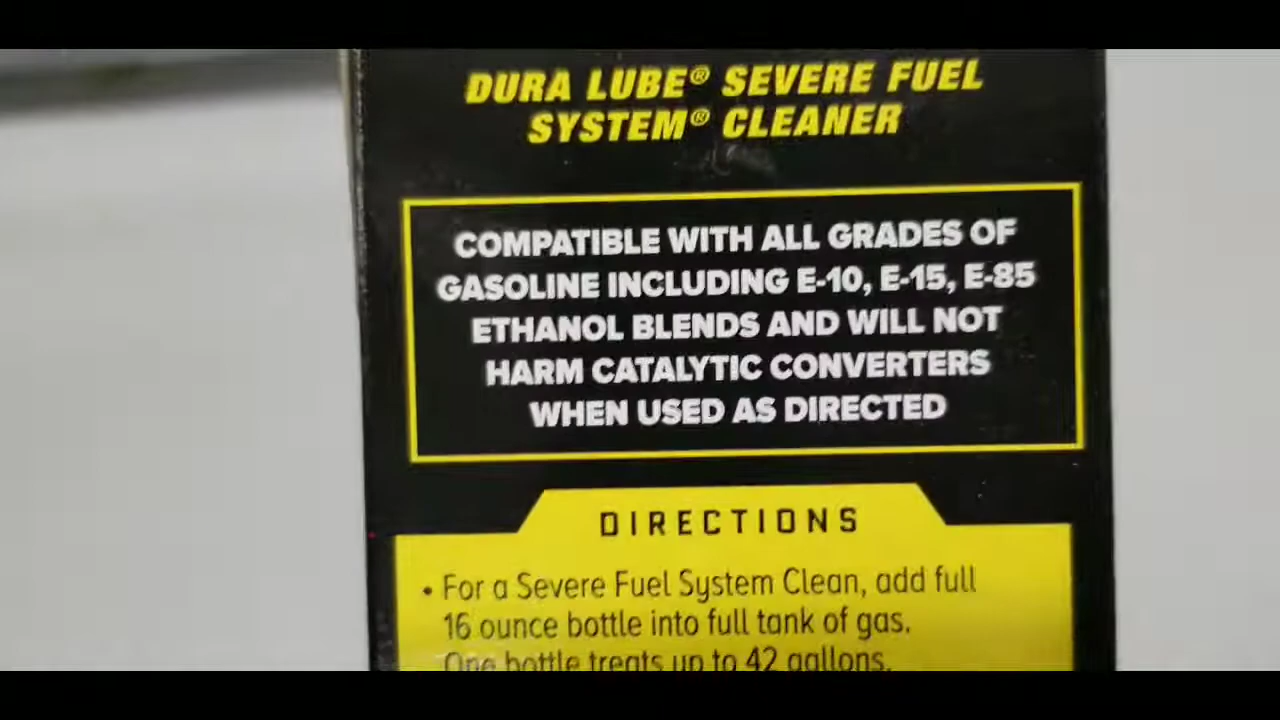 DURA LUBE® SEVERE FUEL
SYSTEM® CLEANER
COMPATIBLE WITH ALL GRADES OF
GASOLINE INCLUDING E-10, E-15, E-85
ETHANOL BLENDS AND WILL NOT
HARM CATALYTIC CONVERTERS
WHEN USED AS DIRECTED
DIRECTIONS
• For a Severe Fuel System Clean, add full
16 ounce bottle into full tank of gas.
One bottle treats up to 42 gallons.